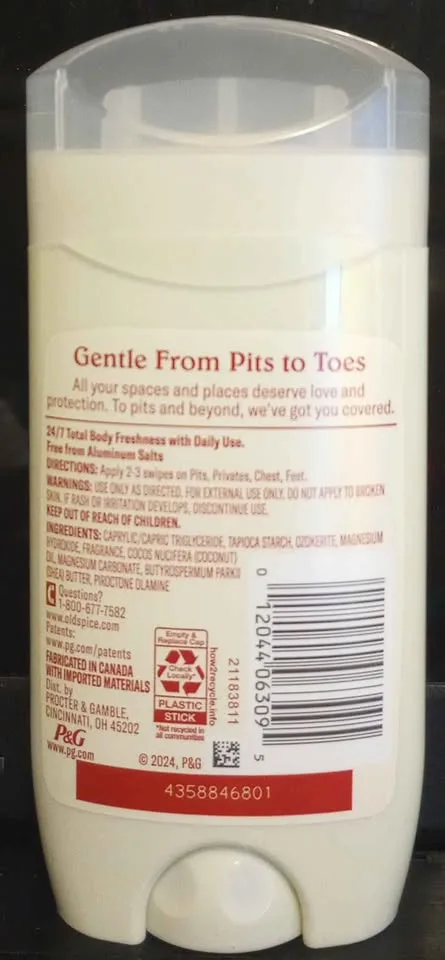 Gentle From Pits to Toes
All your spaces and places deserve love and
protection. To pits and beyond, we've got you covered.
24/7 Total Body Freshness with Daily Use.
Free from Aluminum Salts
DIRECTIONS: Apply 2-3 swipes on Pits, Privates, Chest, Feet.
WARNINGS: USE ONLY AS DIRECTED. FOR EXTERNAL USE ONLY. DO NOT APPLY TO BROKEN
SKIN. IF RASH OR IRRITATION DEVELOPS, DISCONTINUE USE.
KEEP OUT OF REACH OF CHILDREN.
INGREDIENTS: CAPRYLIC/CAPRIC TRIGLYCERIDE, TAPIOCA STARCH, OZOKERITE, MAGNESIUM
HYDROXIDE, FRAGRANCE, COCOS NUCIFERA (COCONUT)
OIL, MAGNESIUM CARBONATE, BUTYROSPERMUM PARKII
(SHEA) BUTTER, PIROCTONE OLAMINE
Questions?
1-800-677-7582
www.oldspice.com
Patents:
www.pg.com/patents
FABRICATED IN CANADA
WITH IMPORTED MATERIALS
Dist. by
PROCTER & GAMBLE,
CINCINNATI, OH 45202
P&G
www.pg.com
Empty &
Replace Cap
Check
Locally*
PLASTIC
STICK
*Not recycled in
all communities
how2recycle.info
© 2024, P&G
21183811
0 12044 06309 5
4358846801